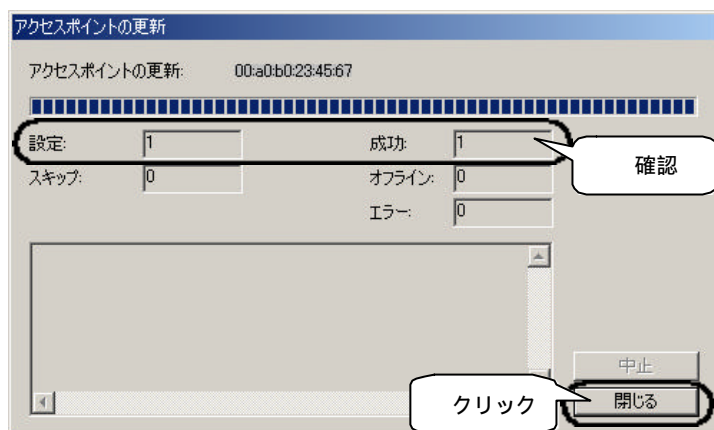 アクセスポイントの更新
アクセスポイントの更新: 00:a0:b0:23:45:67
設定: 1 成功: 1
確認
スキップ: 0 オフライン: 0
エラー: 0
中止
クリック
閉じる